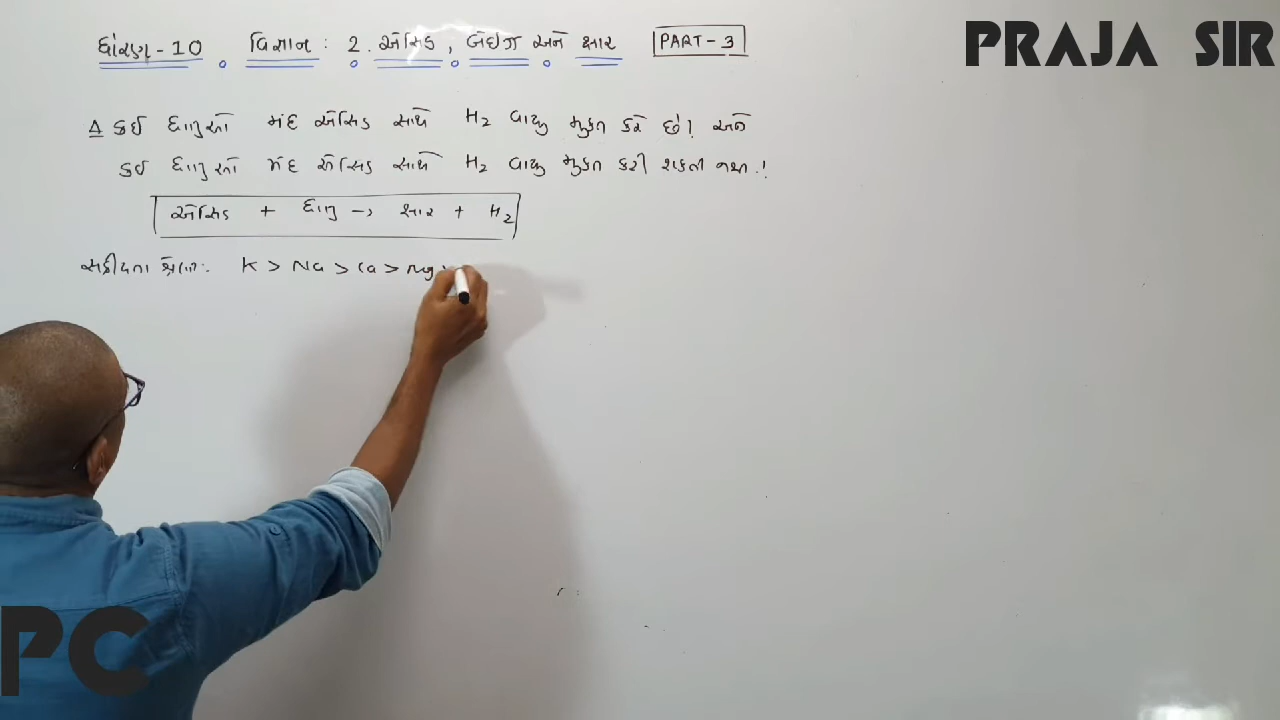 ધોરણ - 10 વિજ્ઞાન : 2. ઍસિડ, બેઇઝ અને ક્ષાર PART - 3
PRAJA SIR
Δ કઈ ધાતુઓ મંદ ઍસિડ સાથે H2 વાયુ મુક્ત કરે છે? અને
કઈ ધાતુઓ મંદ ઍસિડ સાથે H2 વાયુ મુક્ત કરી શકતી નથી.!
ઍસિડ + ધાતુ → ક્ષાર + H2
સક્રીયતા શ્રેણી: K > Na > Ca > Mg
PC